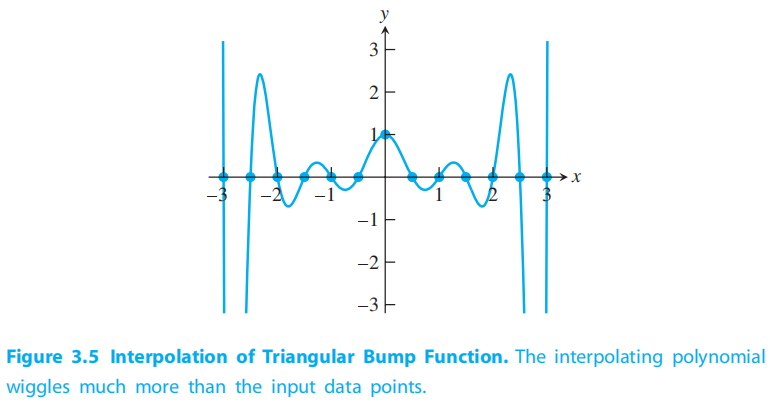 y
3
2
1
−3 −2 −1 1 2 3 x
−1
−2
−3
Figure 3.5 Interpolation of Triangular Bump Function. The interpolating polynomial
wiggles much more than the input data points.